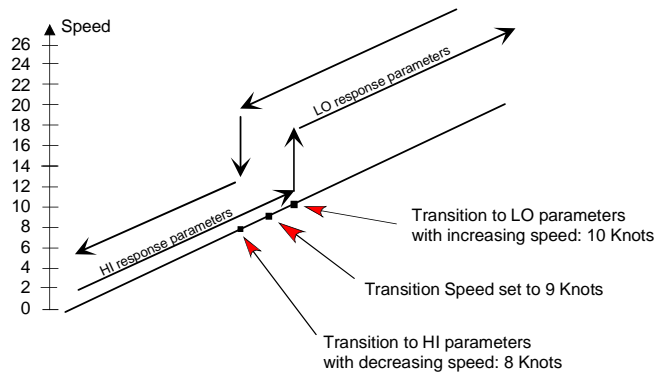 Speed
26
24
22
20
18
16
14
12
10
8
6
4
2
0
LO response parameters
HI response parameters
Transition to LO parameters
with increasing speed: 10 Knots
Transition Speed set to 9 Knots
Transition to HI parameters
with decreasing speed: 8 Knots